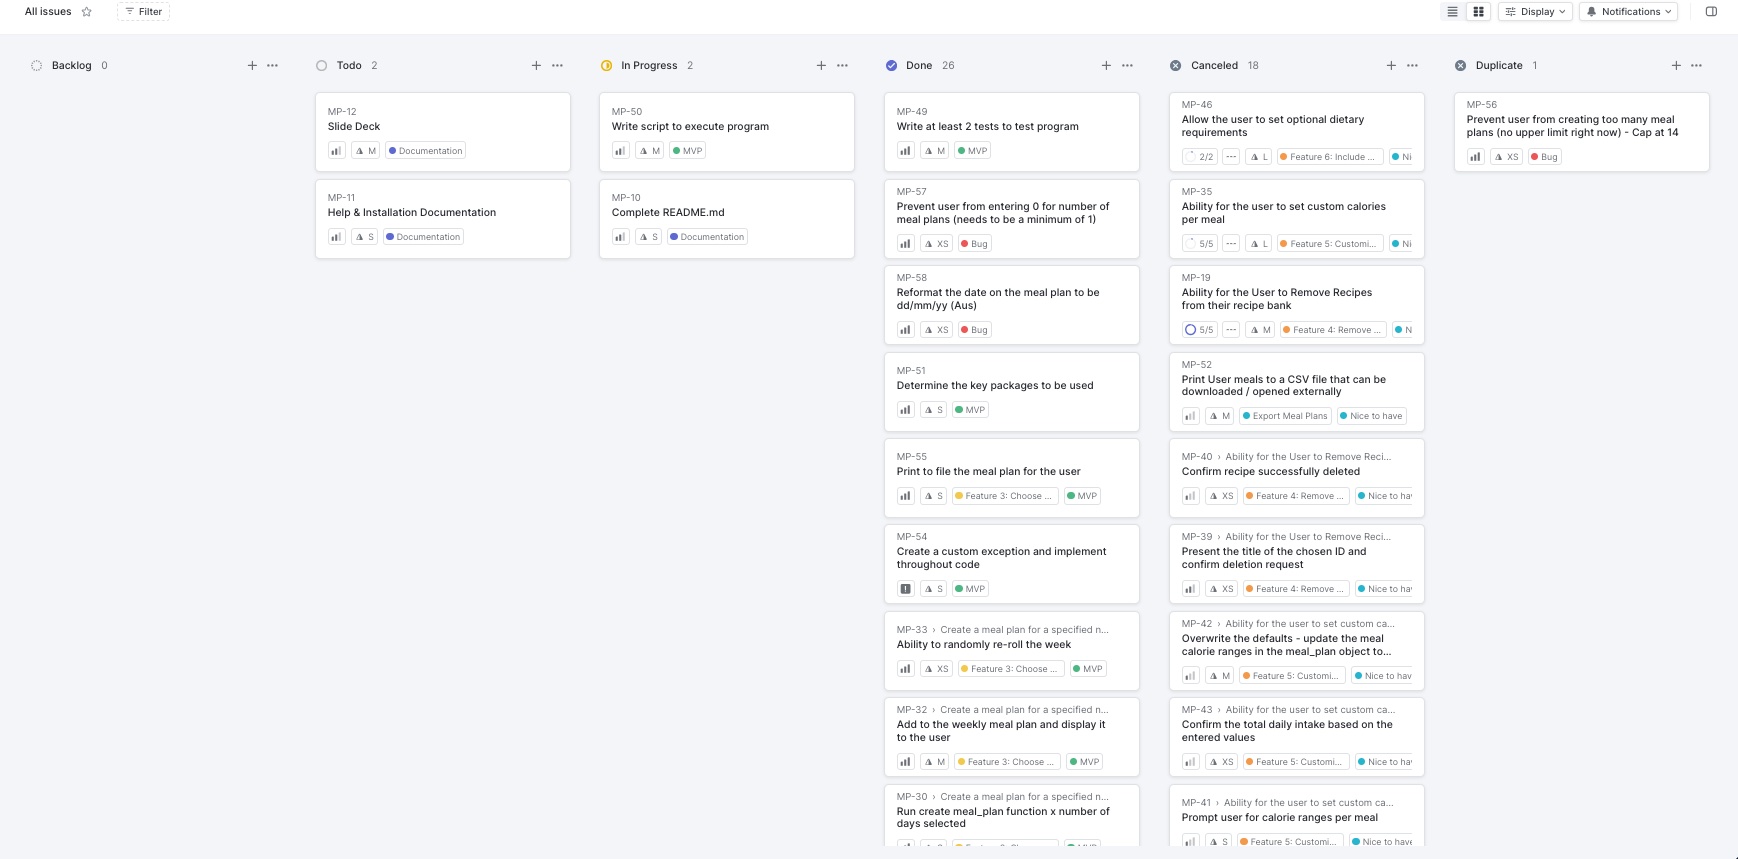 All issues
Filter
Display
Notifications
Backlog 0
Todo 2
MP-12
Slide Deck
M Documentation
MP-11
Help & Installation Documentation
S Documentation
In Progress 2
MP-50
Write script to execute program
M MVP
MP-10
Complete README.md
S Documentation
Done 26
MP-49
Write at least 2 tests to test program
M MVP
MP-57
Prevent user from entering 0 for number of
meal plans (needs to be a minimum of 1)
XS Bug
MP-58
Reformat the date on the meal plan to be
dd/mm/yy (Aus)
XS Bug
MP-51
Determine the key packages to be used
S MVP
MP-55
Print to file the meal plan for the user
S Feature 3: Choose ... MVP
MP-54
Create a custom exception and implement
throughout code
S MVP
MP-33 › Create a meal plan for a specified n...
Ability to randomly re-roll the week
XS Feature 3: Choose ... MVP
MP-32 › Create a meal plan for a specified n...
Add to the weekly meal plan and display it
to the user
M Feature 3: Choose ... MVP
MP-30 › Create a meal plan for a specified n...
Run create meal_plan function x number of
days selected
Canceled 18
MP-46
Allow the user to set optional dietary
requirements
2/2 --- L Feature 6: Include ... Ni
MP-35
Ability for the user to set custom calories
per meal
5/5 --- L Feature 5: Customi... Ni
MP-19
Ability for the User to Remove Recipes
from their recipe bank
5/5 --- M Feature 4: Remove ... N
MP-52
Print User meals to a CSV file that can be
downloaded / opened externally
M Export Meal Plans Nice to have
MP-40 › Ability for the User to Remove Reci...
Confirm recipe successfully deleted
XS Feature 4: Remove ... Nice to hav
MP-39 › Ability for the User to Remove Reci...
Present the title of the chosen ID and
confirm deletion request
XS Feature 4: Remove ... Nice to hav
MP-42 › Ability for the user to set custom ca...
Overwrite the defaults - update the meal
calorie ranges in the meal_plan object to...
M Feature 5: Customi... Nice to hav
MP-43 › Ability for the user to set custom ca...
Confirm the total daily intake based on the
entered values
XS Feature 5: Customi... Nice to hav
MP-41 › Ability for the user to set custom ca...
Prompt user for calorie ranges per meal
S Feature 5: Customi... Nice to have
Duplicate 1
MP-56
Prevent user from creating too many meal
plans (no upper limit right now) - Cap at 14
XS Bug